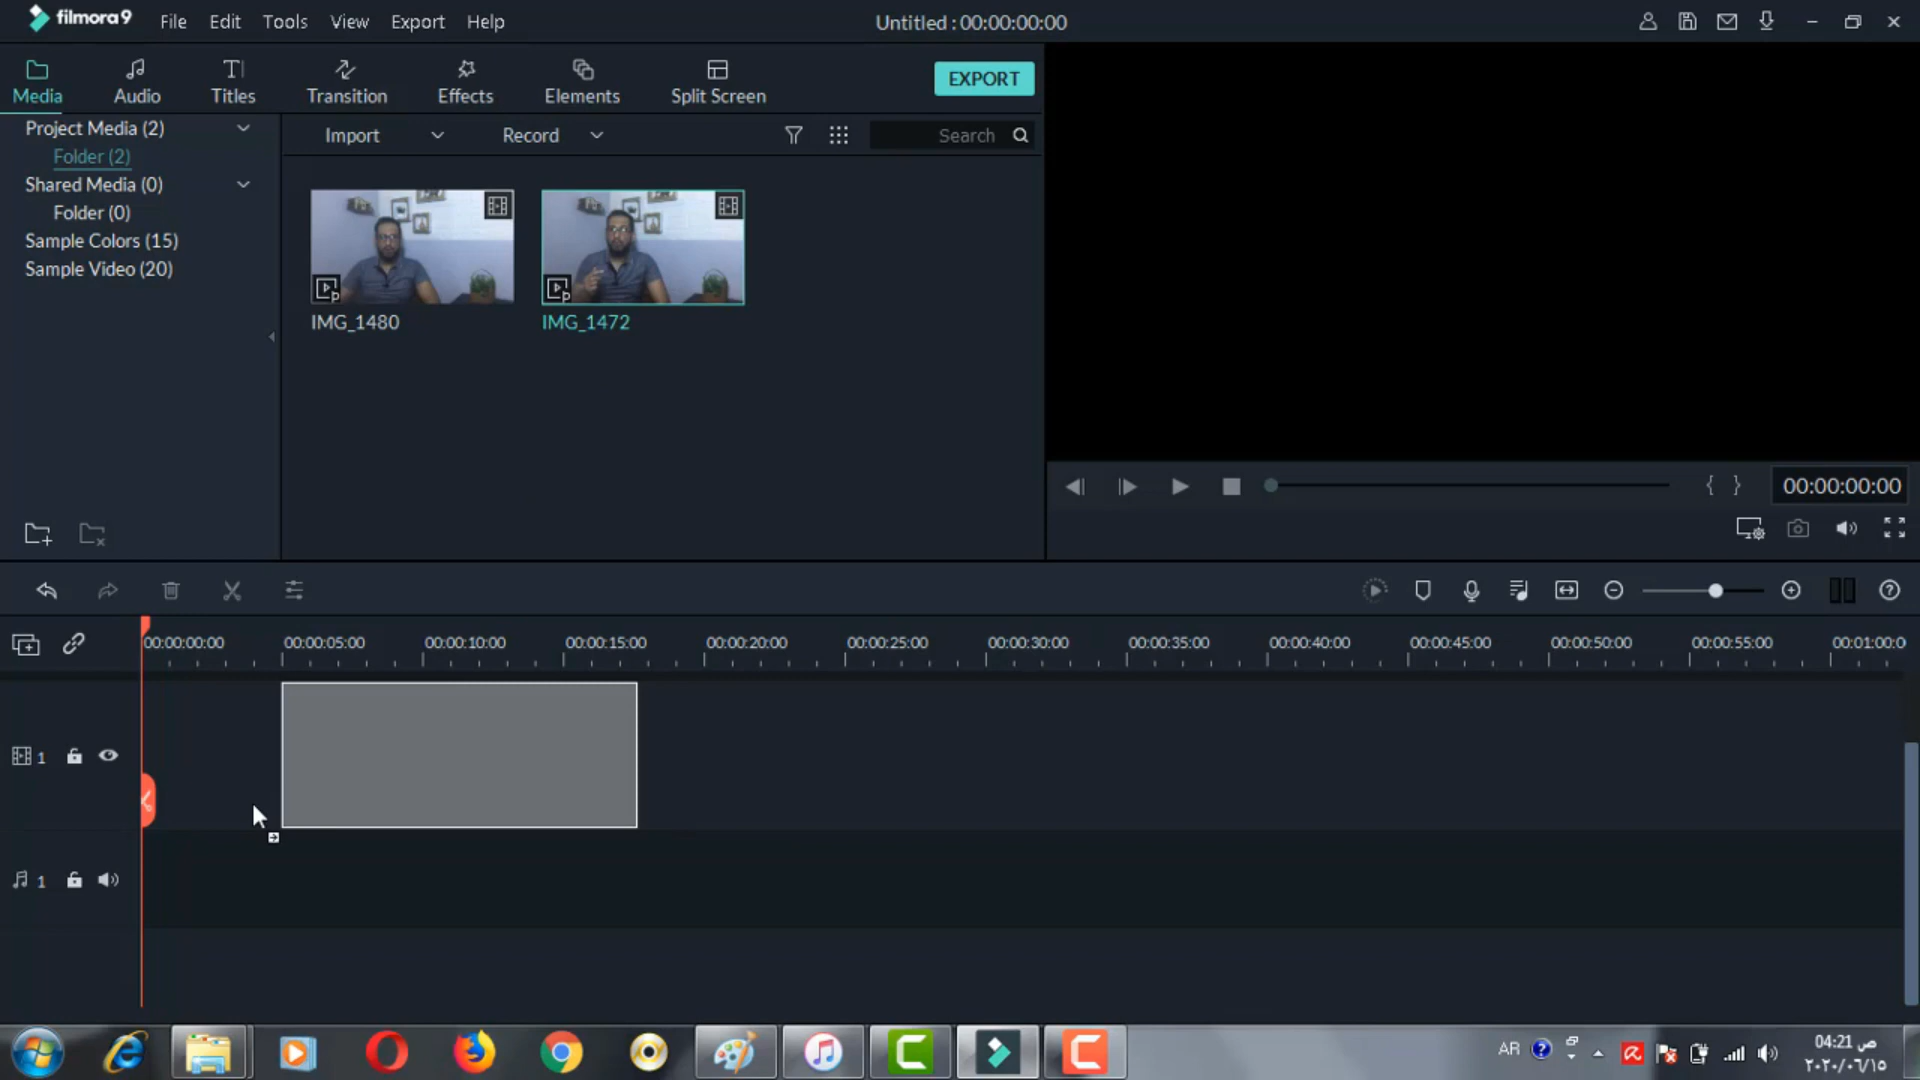 filmora9 File Edit Tools View Export Help Untitled : 00:00:00:00
Media Audio Titles Transition Effects Elements Split Screen EXPORT
Project Media (2) Import Record Search
Folder (2)
Shared Media (0)
Folder (0)
Sample Colors (15)
Sample Video (20)
IMG_1480 IMG_1472
{ } 00:00:00:00
00:00:00:00 00:00:05:00 00:00:10:00 00:00:15:00 00:00:20:00 00:00:25:00 00:00:30:00 00:00:35:00 00:00:40:00 00:00:45:00 00:00:50:00 00:00:55:00 00:01:00:0
1
1
AR
04:21 ص
٢٠٢٠/٠٦/١٥